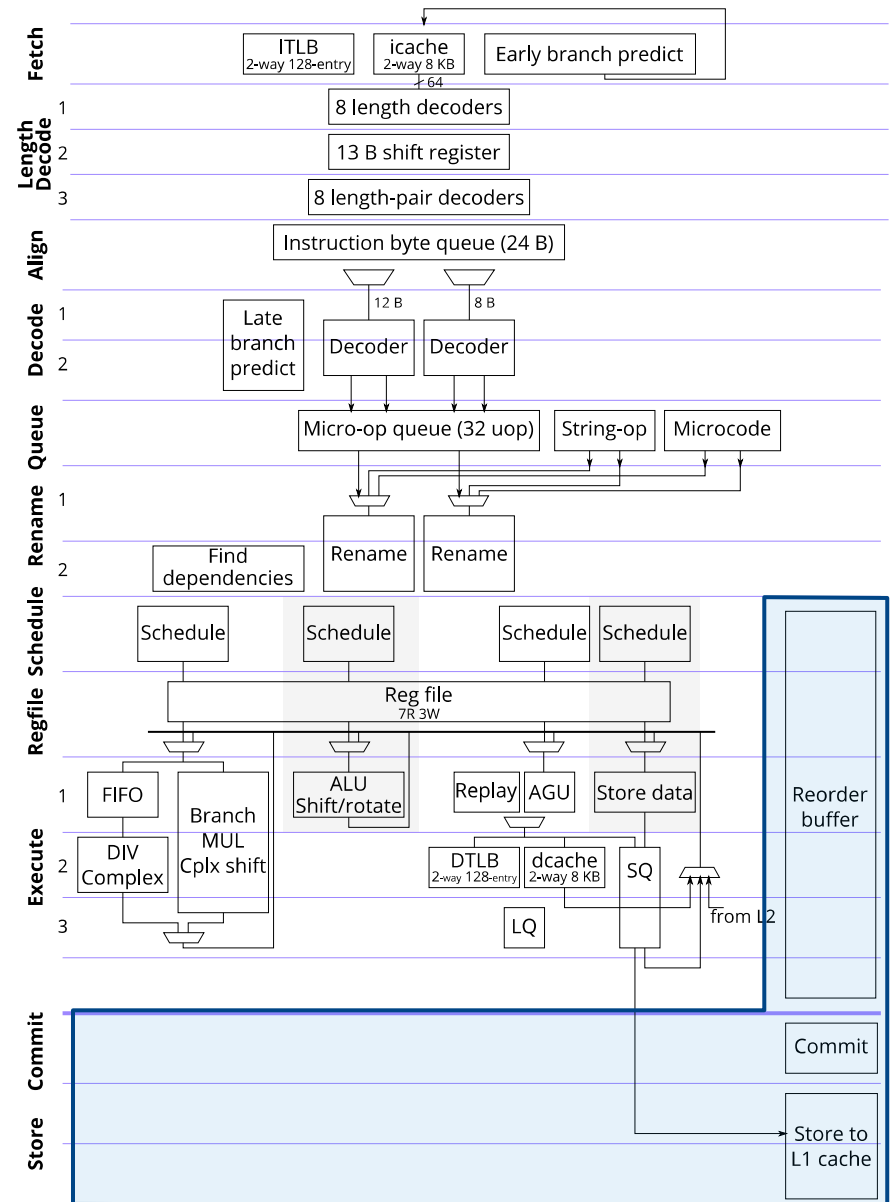 Fetch
ITLB
2-way 128-entry
icache
2-way 8 KB
Early branch predict
64
Length
Decode
1
8 length decoders
2
13 B shift register
3
8 length-pair decoders
Align
Instruction byte queue (24 B)
Decode
1
12 B
8 B
Late
branch
predict
Decoder
Decoder
2
Queue
Micro-op queue (32 uop)
String-op
Microcode
Rename
1
2
Find
dependencies
Rename
Rename
Schedule
Schedule
Schedule
Schedule
Schedule
Regfile
Reg file
7R 3W
Execute
1
FIFO
Branch
MUL
Cplx shift
ALU
Shift/rotate
Replay
AGU
Store data
Reorder
buffer
2
DIV
Complex
DTLB
2-way 128-entry
dcache
2-way 8 KB
SQ
3
LQ
from L2
Commit
Commit
Store
Store to
L1 cache